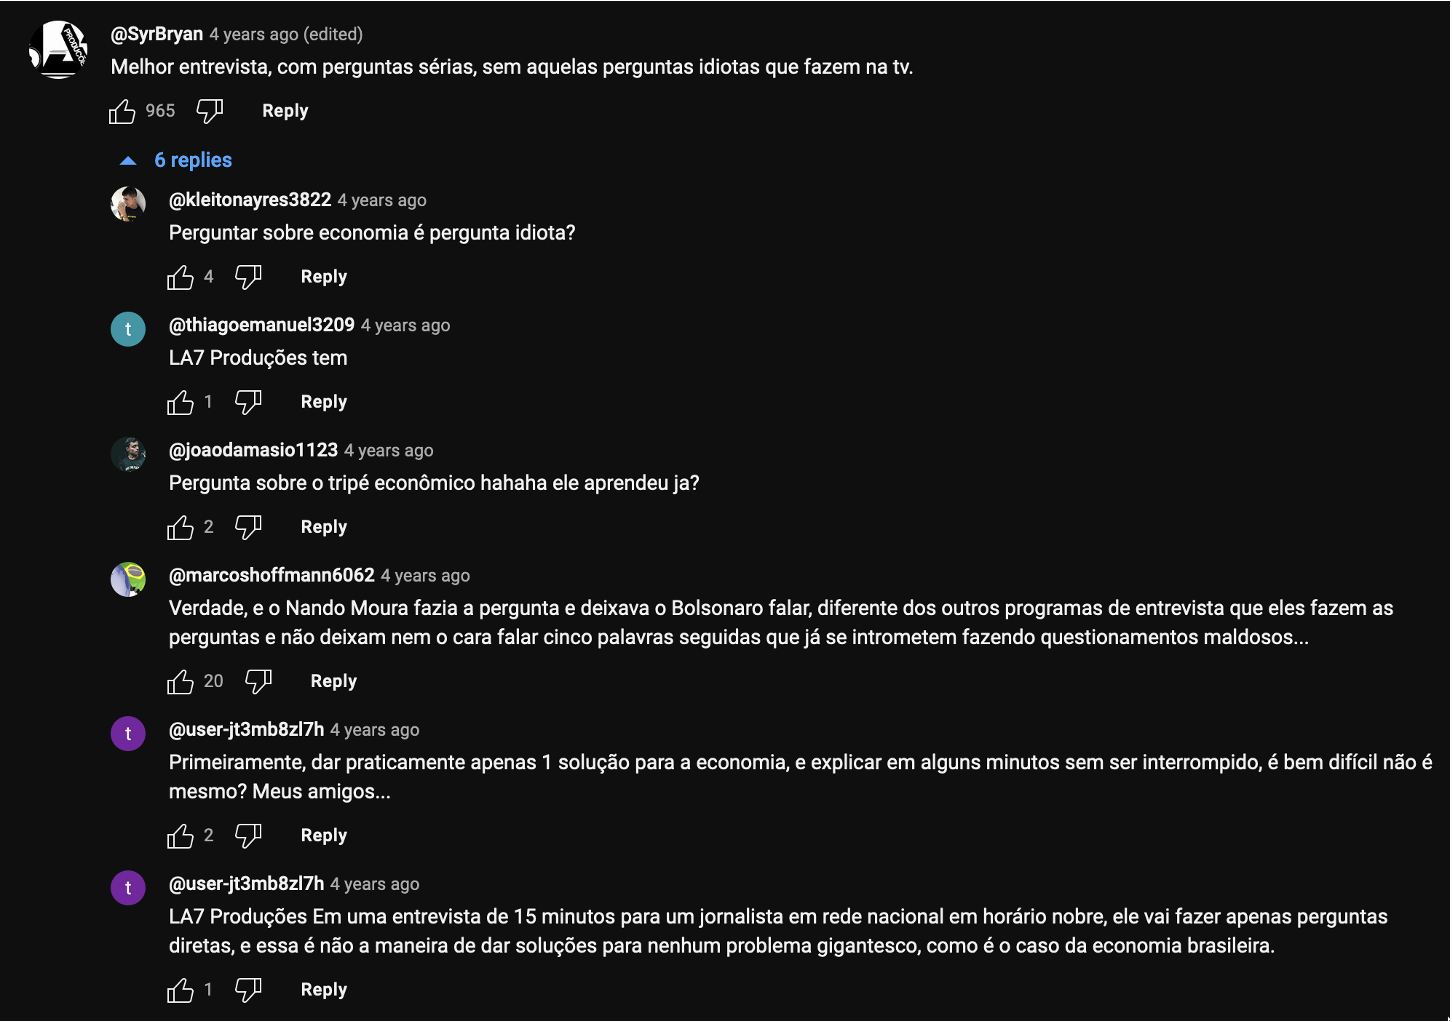 @SyrBryan 4 years ago (edited)
Melhor entrevista, com perguntas sérias, sem aquelas perguntas idiotas que fazem na tv.
965 Reply
6 replies
@kleitonayres3822 4 years ago
Perguntar sobre economia é pergunta idiota?
4 Reply
t @thiagoemanuel3209 4 years ago
LA7 Produções tem
1 Reply
@joaodamasio1123 4 years ago
Pergunta sobre o tripé econômico hahaha ele aprendeu ja?
2 Reply
@marcoshoffmann6062 4 years ago
Verdade, e o Nando Moura fazia a pergunta e deixava o Bolsonaro falar, diferente dos outros programas de entrevista que eles fazem as
perguntas e não deixam nem o cara falar cinco palavras seguidas que já se intrometem fazendo questionamentos maldosos...
20 Reply
t @user-jt3mb8zl7h 4 years ago
Primeiramente, dar praticamente apenas 1 solução para a economia, e explicar em alguns minutos sem ser interrompido, é bem difícil não é
mesmo? Meus amigos...
2 Reply
t @user-jt3mb8zl7h 4 years ago
LA7 Produções Em uma entrevista de 15 minutos para um jornalista em rede nacional em horário nobre, ele vai fazer apenas perguntas
diretas, e essa é não a maneira de dar soluções para nenhum problema gigantesco, como é o caso da economia brasileira.
1 Reply